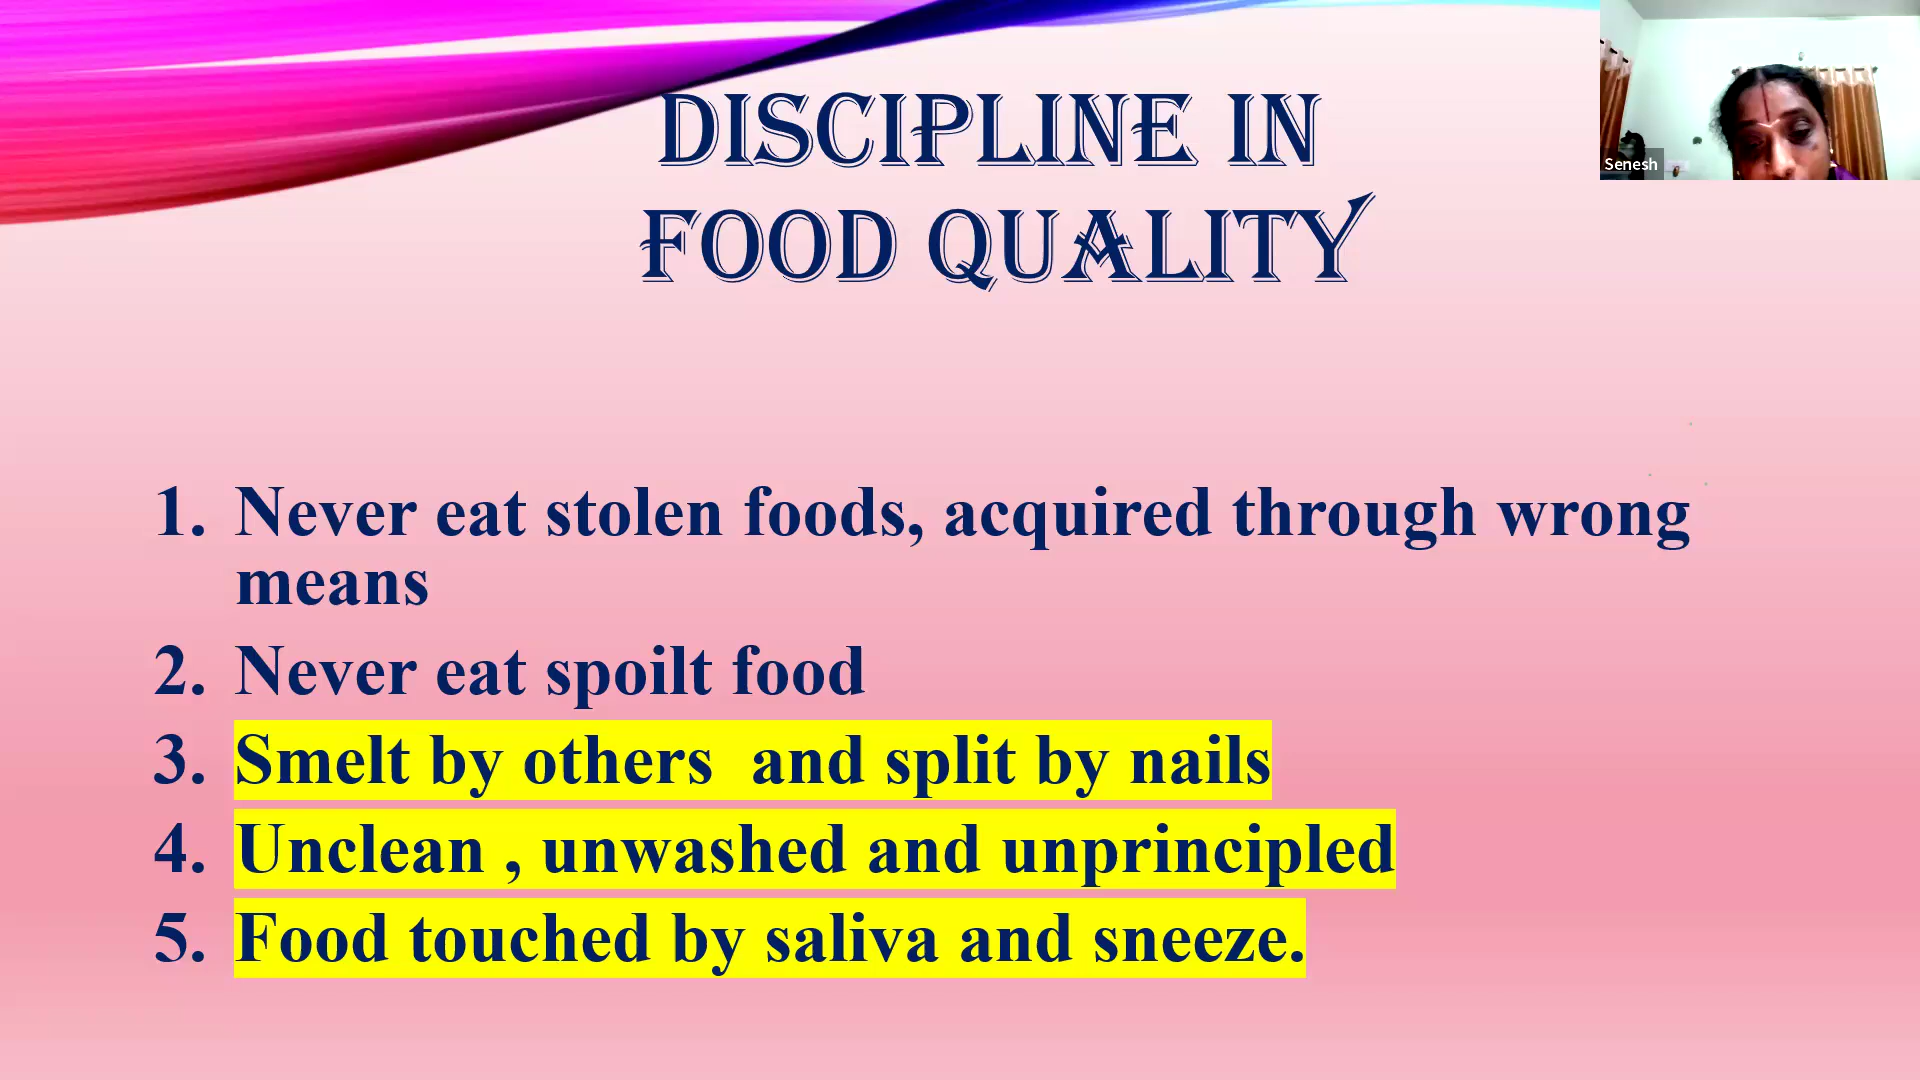 DISCIPLINE IN
FOOD QUALITY
Senesh
1. Never eat stolen foods, acquired through wrong
means
2. Never eat spoilt food
3. Smelt by others  and split by nails
4. Unclean , unwashed and unprincipled
5. Food touched by saliva and sneeze.